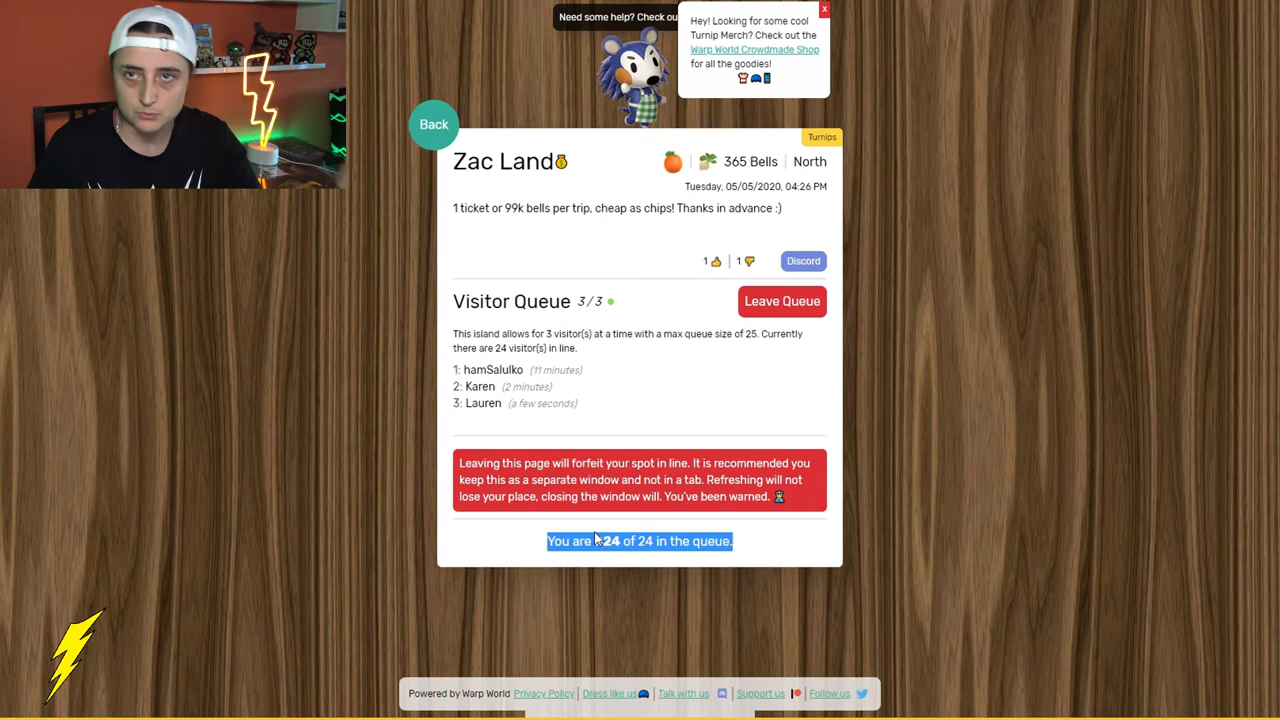 Need some help? Check ou
x
Hey! Looking for some cool
Turnip Merch? Check out the
Warp World Crowdmade Shop
for all the goodies!
Back
Turnips
Zac Land
365 Bells
North
Tuesday, 05/05/2020, 04:26 PM
1 ticket or 99k bells per trip, cheap as chips! Thanks in advance :)
1
1
Discord
Visitor Queue 3/3
Leave Queue
This island allows for 3 visitor(s) at a time with a max queue size of 25. Currently
there are 24 visitor(s) in line.
1: hamSalulko (11 minutes)
2: Karen (2 minutes)
3: Lauren (a few seconds)
Leaving this page will forfeit your spot in line. It is recommended you
keep this as a separate window and not in a tab. Refreshing will not
lose your place, closing the window will. You've been warned.
You are 24 of 24 in the queue.
Powered by Warp World Privacy Policy | Dress like us | Talk with us | Support us | Follow us